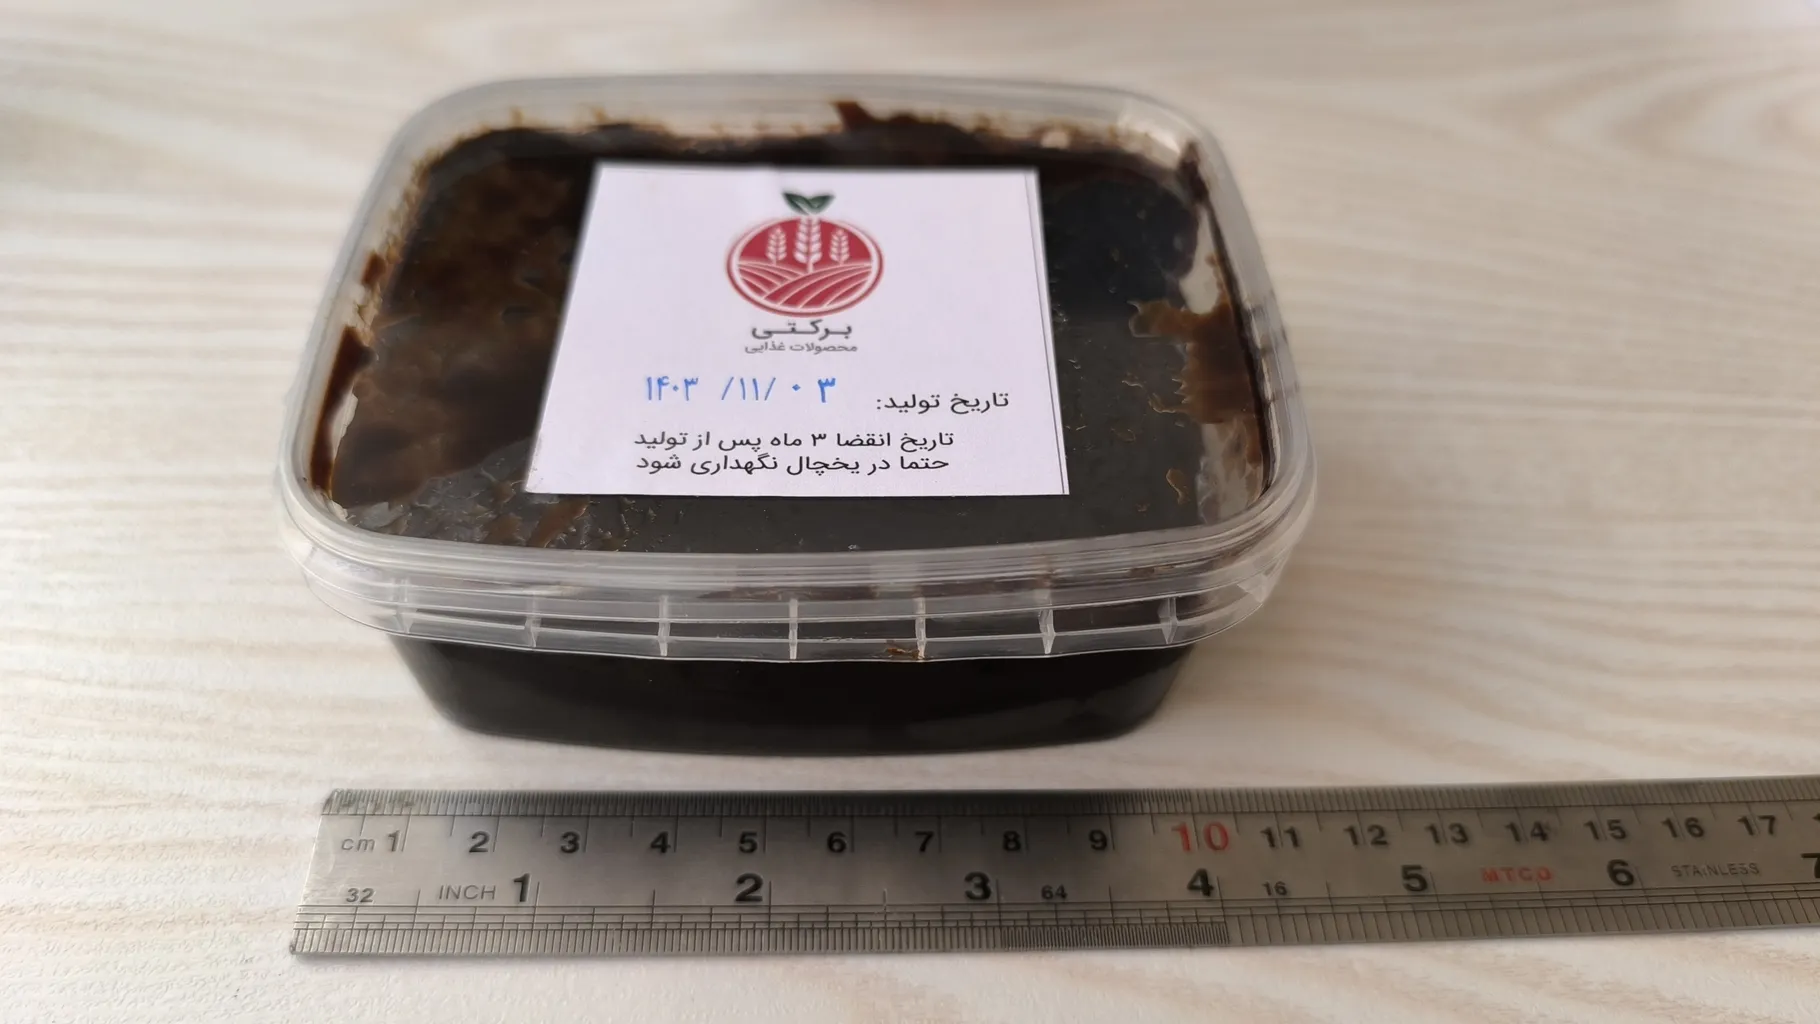 برکتی
محصولات غذایی
تاریخ تولید: ۱۴۰۳ /۱۱/ ۰۳
تاریخ انقضا ۳ ماه پس از تولید
حتما در یخچال نگهداری شود
cm 1 2 3 4 5 6 7 8 9 10 11 12 13 14 15 16 17
32 INCH 1 2 3 64 4 16 5 MTCO 6 STAINLESS 7